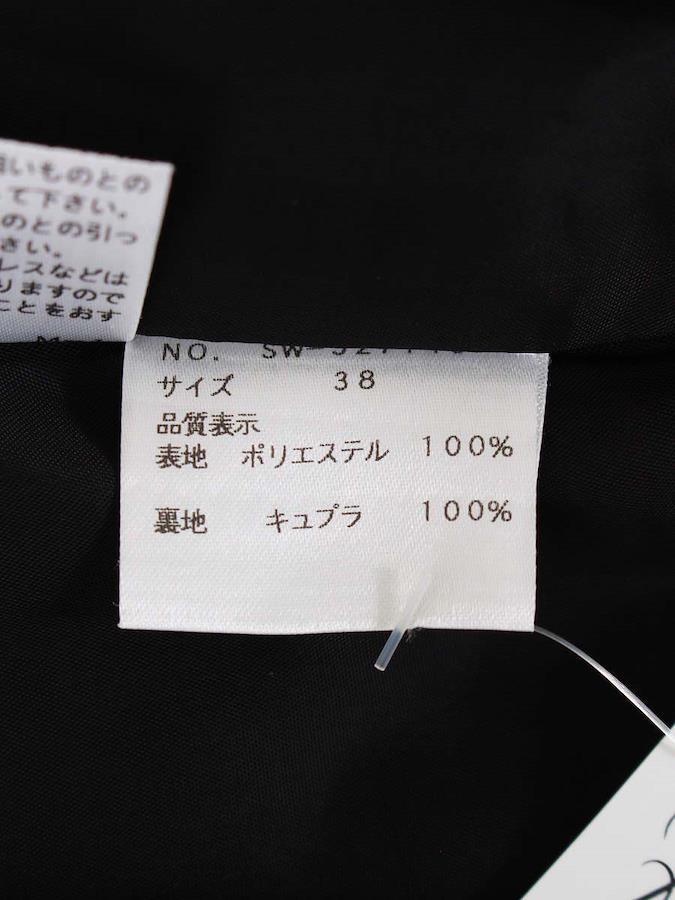 いものとの
て下さい。
のとの引っ
さい。
レスなどは
りますので
ことをおす
NO.
サイズ 38
品質表示
表地 ポリエステル 100%
裏地 キュプラ 100%